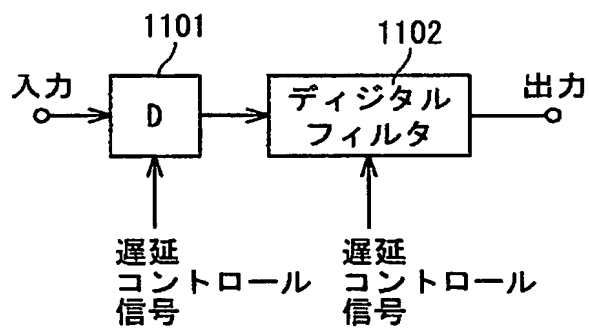 1101
1102
入力
D
ディジタル
フィルタ
出力
遅延
コントロール
信号
遅延
コントロール
信号